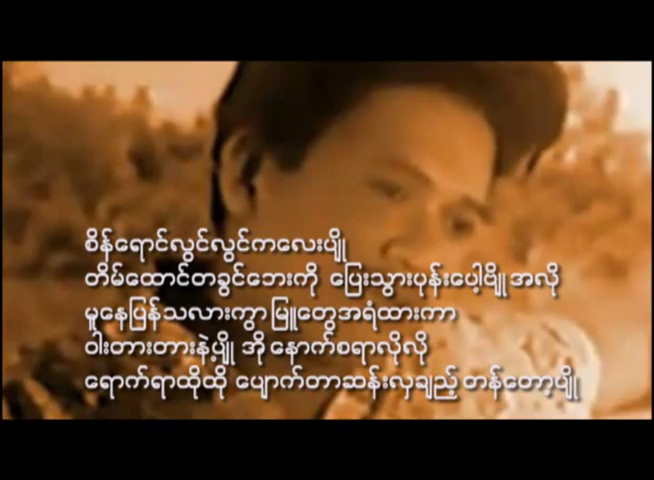 စိန်ရောင်လွင်လွင်ကလေးပျို
တိမ်ထောင်တခွင်ဘေးကို ပြေးသွားပုန်းပေါ့ဗျို အလို
မူနေပြန်သလားကွာ မြူတွေအရံထားကာ
ဝါးတားတားနဲ့ပျို အို နောက်စရာလိုလို
ရောက်ရာထိုထို ပျောက်တာဆန်းလှချည့် တန်တော့ပျို